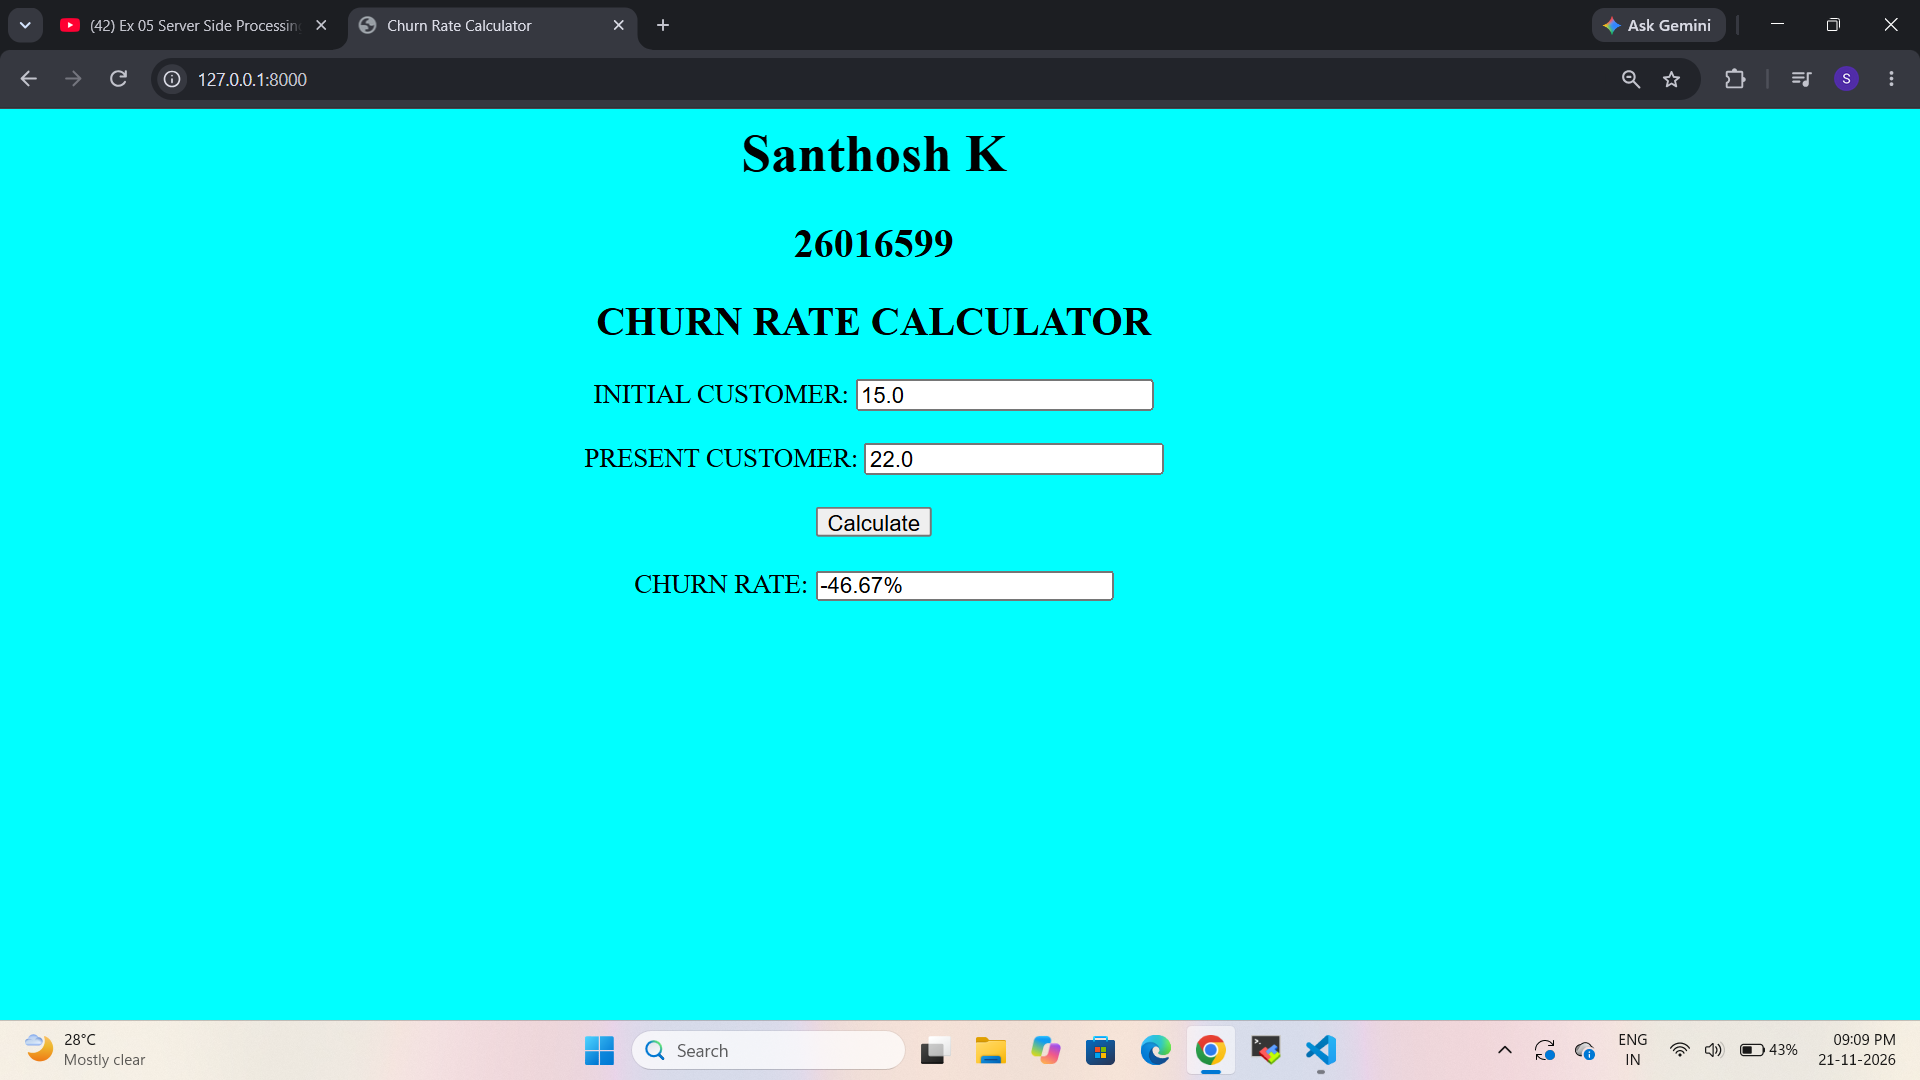 (42) Ex 05 Server Side Processing
Churn Rate Calculator
Ask Gemini
127.0.0.1:8000
S
Santhosh K
26016599
CHURN RATE CALCULATOR
INITIAL CUSTOMER: 15.0
PRESENT CUSTOMER: 22.0
Calculate
CHURN RATE: -46.67%
28°C
Mostly clear
Search
ENG
IN
43%
09:09 PM
21-11-2026